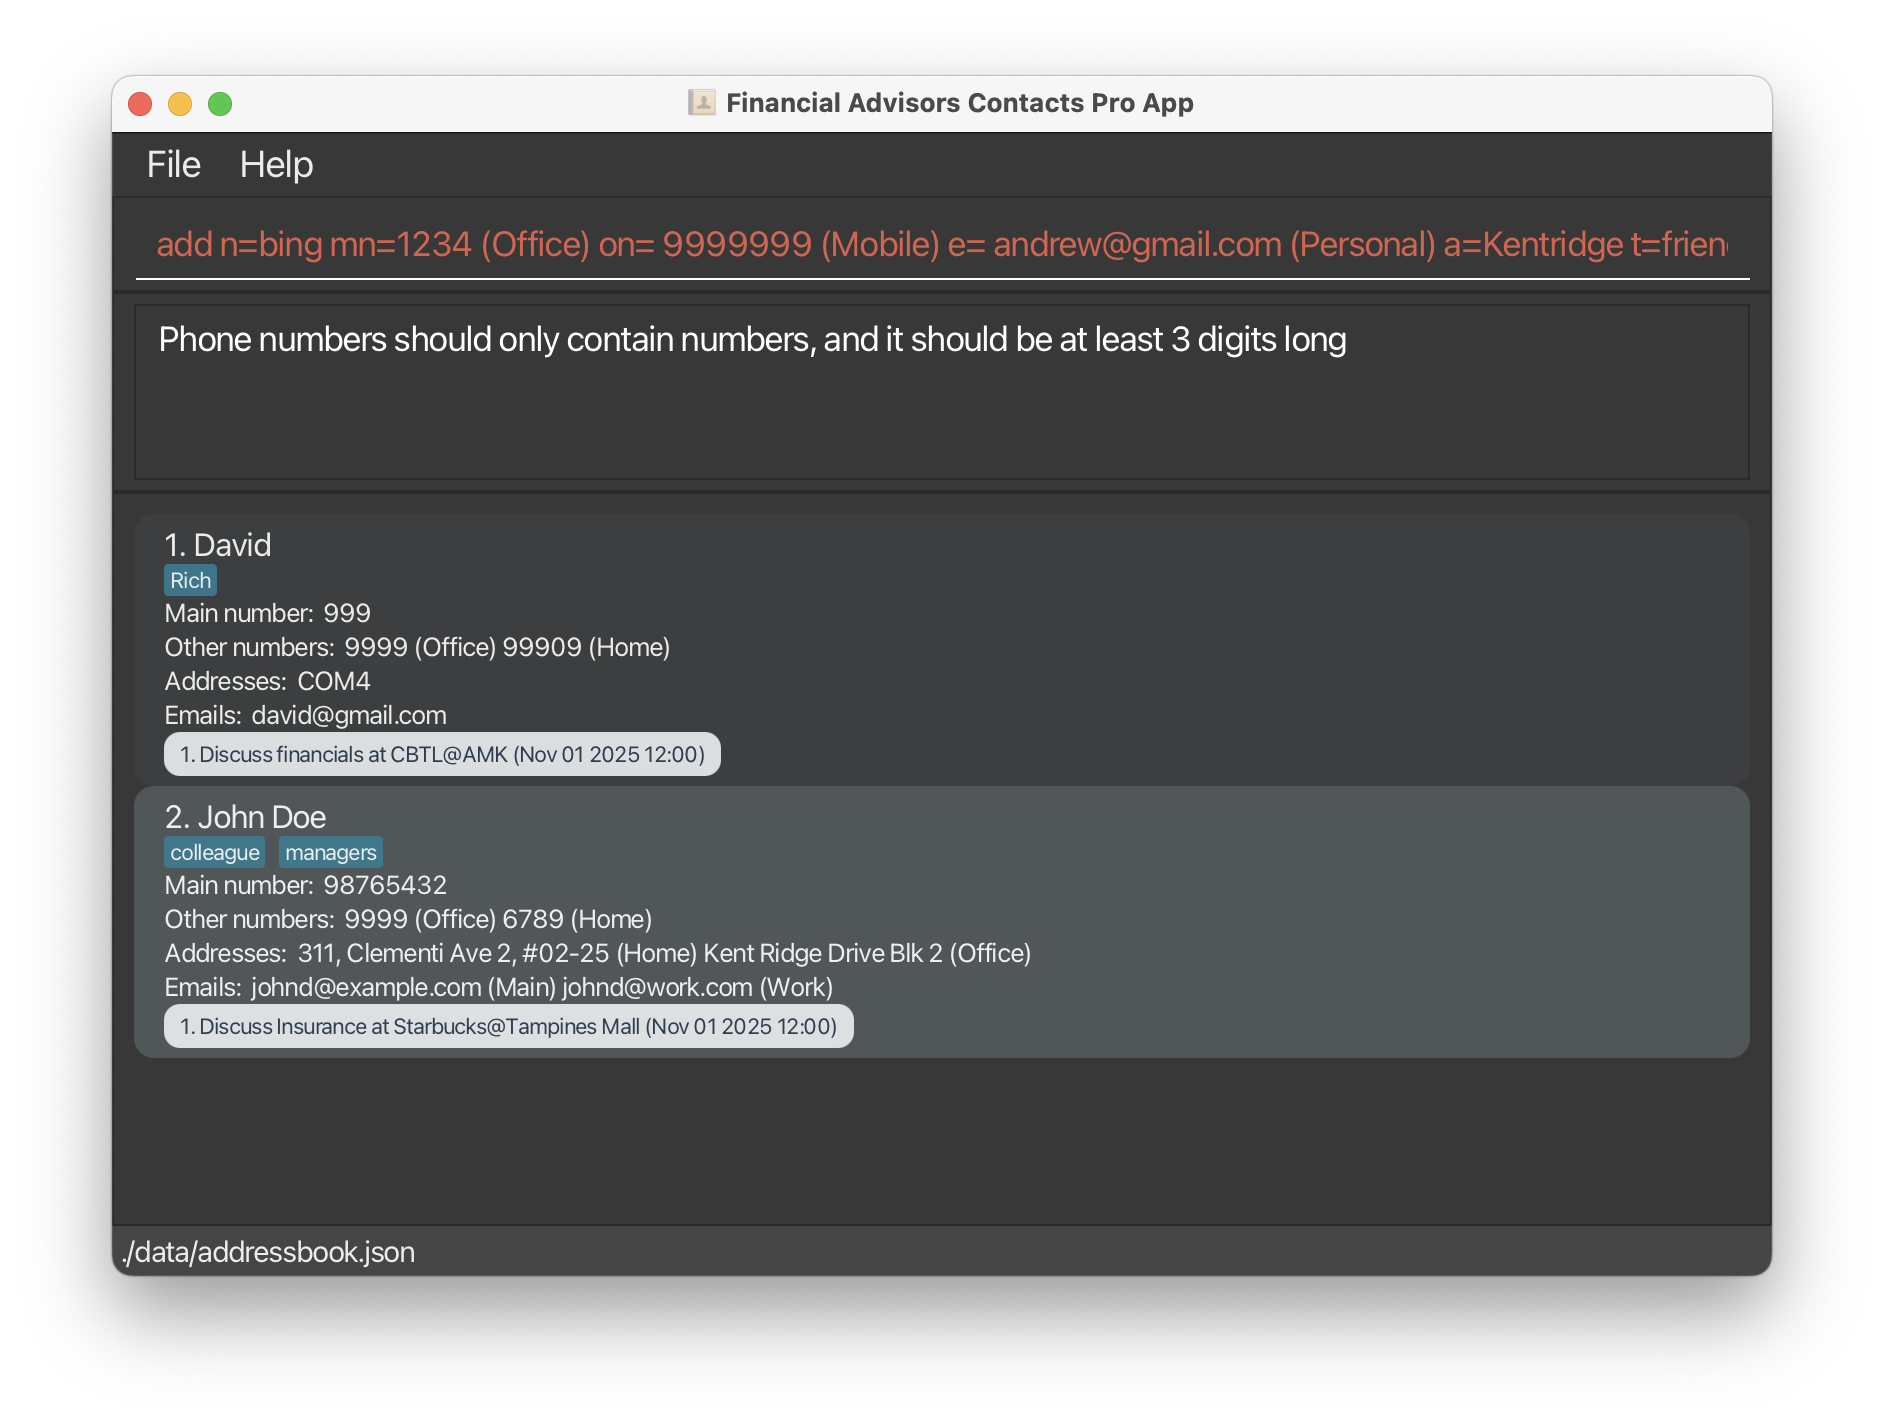 Financial Advisors Contacts Pro App
File Help
add n=bing mn=1234 (Office) on= 9999999 (Mobile) e= andrew@gmail.com (Personal) a=Kentridge t=frien
Phone numbers should only contain numbers, and it should be at least 3 digits long
1. David
Rich
Main number: 999
Other numbers: 9999 (Office) 99909 (Home)
Addresses: COM4
Emails: david@gmail.com
1. Discuss financials at CBTL@AMK (Nov 01 2025 12:00)
2. John Doe
colleague managers
Main number: 98765432
Other numbers: 9999 (Office) 6789 (Home)
Addresses: 311, Clementi Ave 2, #02-25 (Home) Kent Ridge Drive Blk 2 (Office)
Emails: johnd@example.com (Main) johnd@work.com (Work)
1. Discuss Insurance at Starbucks@Tampines Mall (Nov 01 2025 12:00)
./data/addressbook.json